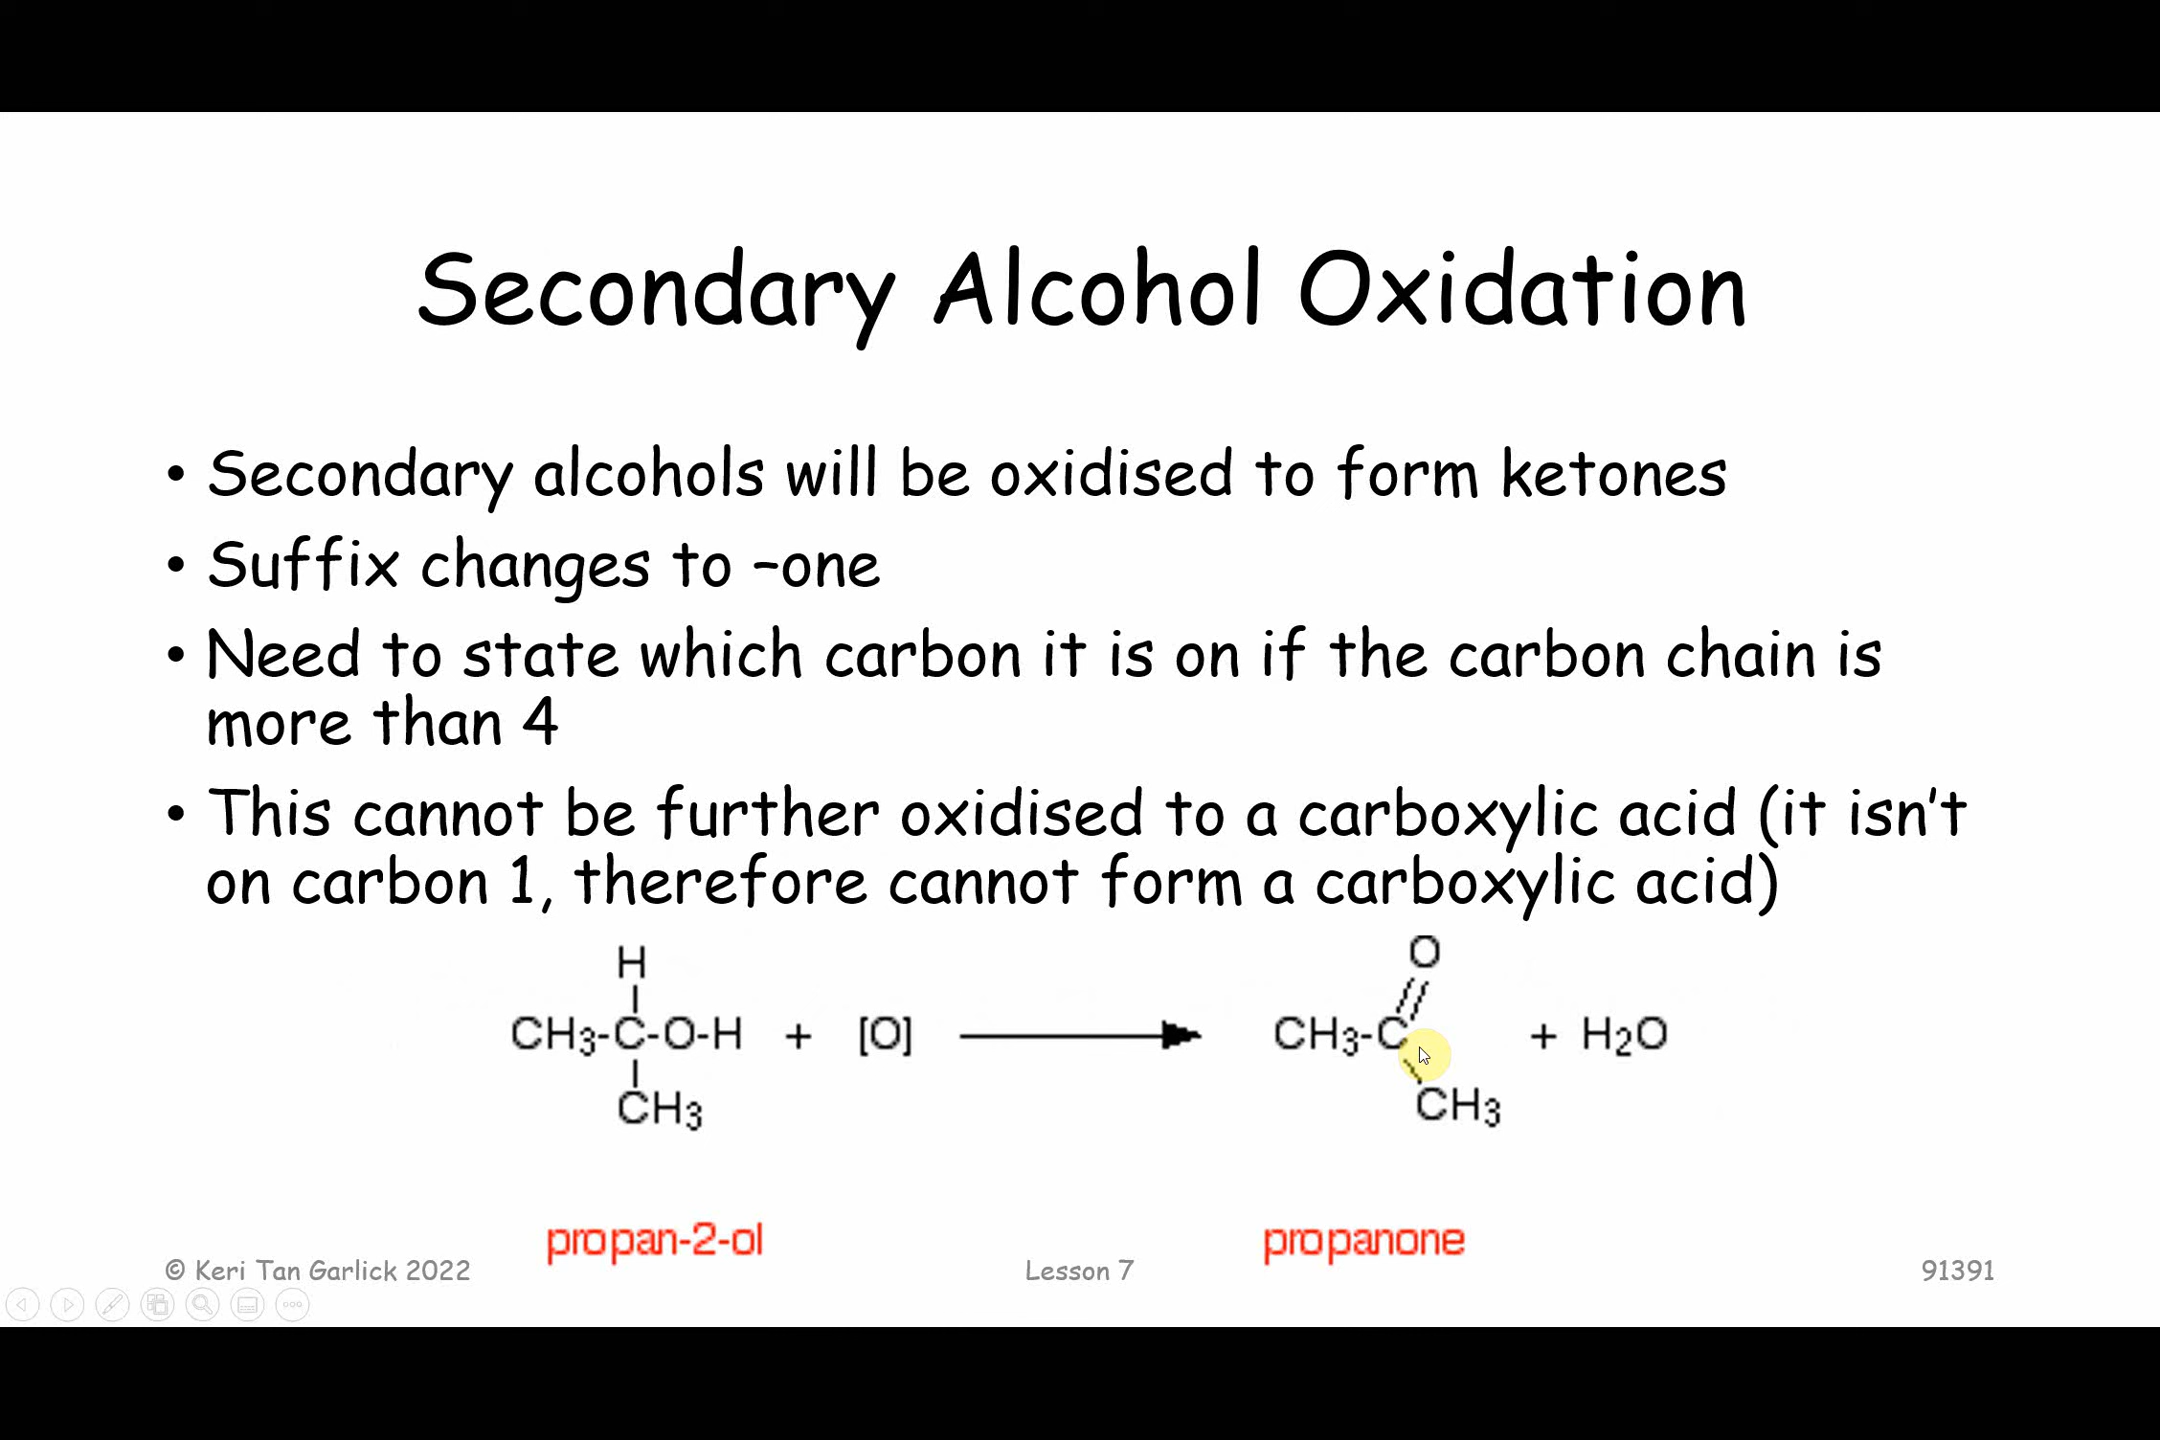 Secondary Alcohol Oxidation
• Secondary alcohols will be oxidised to form ketones
• Suffix changes to –one
• Need to state which carbon it is on if the carbon chain is
more than 4
• This cannot be further oxidised to a carboxylic acid (it isn't
on carbon 1, therefore cannot form a carboxylic acid)
H
O
CH3-C-O-H + [O] CH3-C + H2O
CH3
CH3
propan-2-ol
propanone
© Keri Tan Garlick 2022
Lesson 7
91391